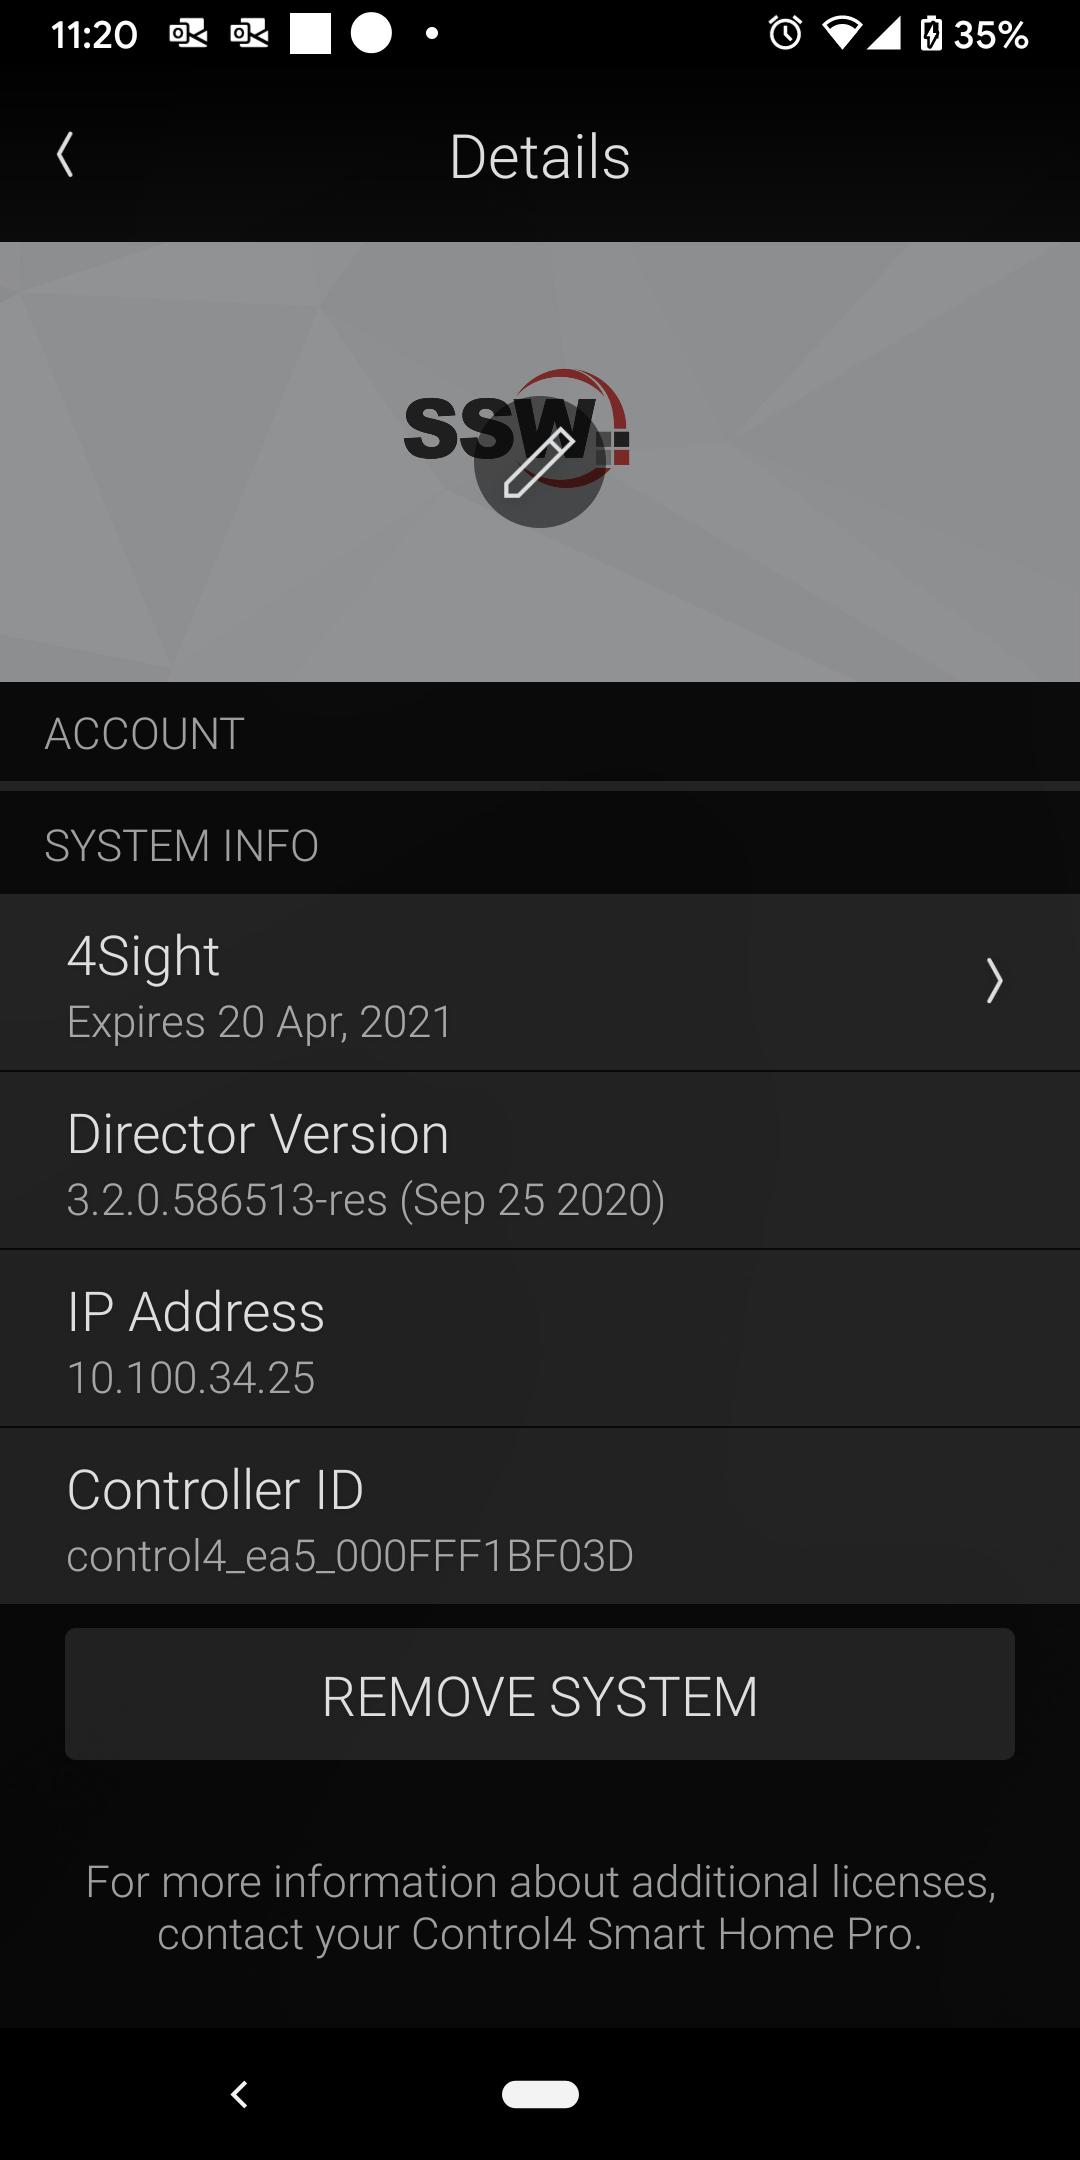 11:20
35%
Details
SSW
ACCOUNT
SYSTEM INFO
4Sight
Expires 20 Apr, 2021
Director Version
3.2.0.586513-res (Sep 25 2020)
IP Address
10.100.34.25
Controller ID
control4_ea5_000FFF1BF03D
REMOVE SYSTEM
For more information about additional licenses,
contact your Control4 Smart Home Pro.